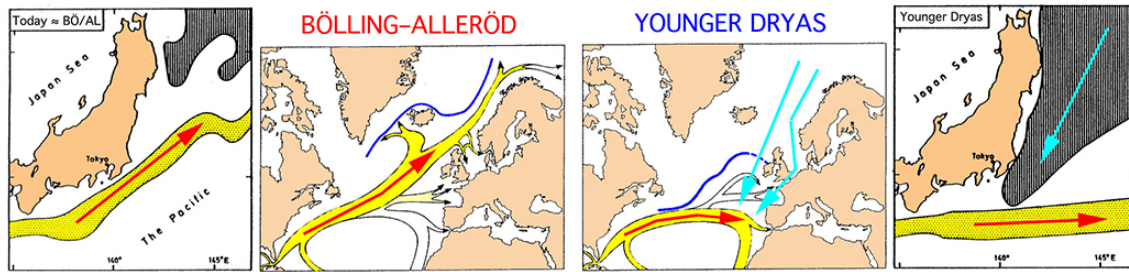 Today ≈ BÖ/AL
Japan Sea
Tokyo
The Pacific
140°
145°E
BÖLLING–ALLERÖD
YOUNGER DRYAS
Younger Dryas
Japan Sea
Tokyo
140°
145°E